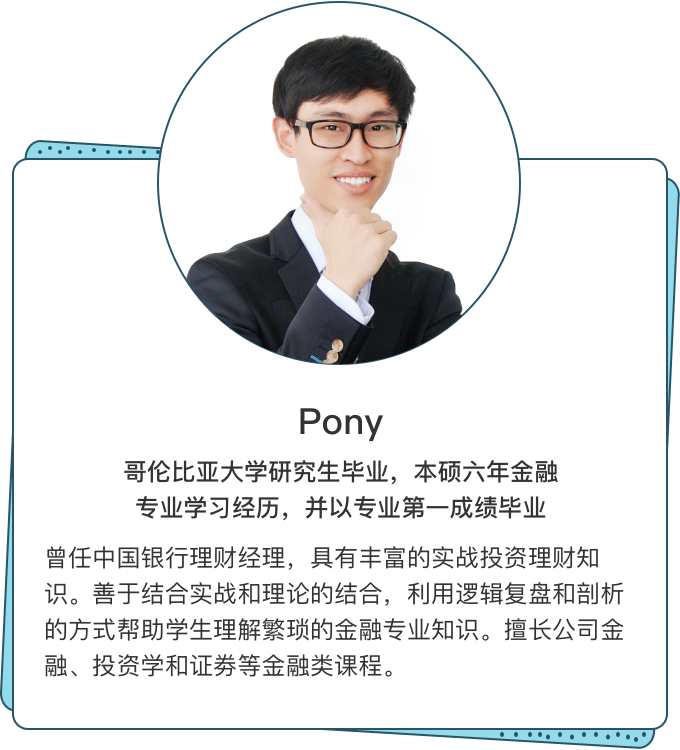 Pony
哥伦比亚大学研究生毕业，本硕六年金融
专业学习经历，并以专业第一成绩毕业
曾任中国银行理财经理，具有丰富的实战投资理财知
识。善于结合实战和理论的结合，利用逻辑复盘和剖析
的方式帮助学生理解繁琐的金融专业知识。擅长公司金
融、投资学和证券等金融类课程。